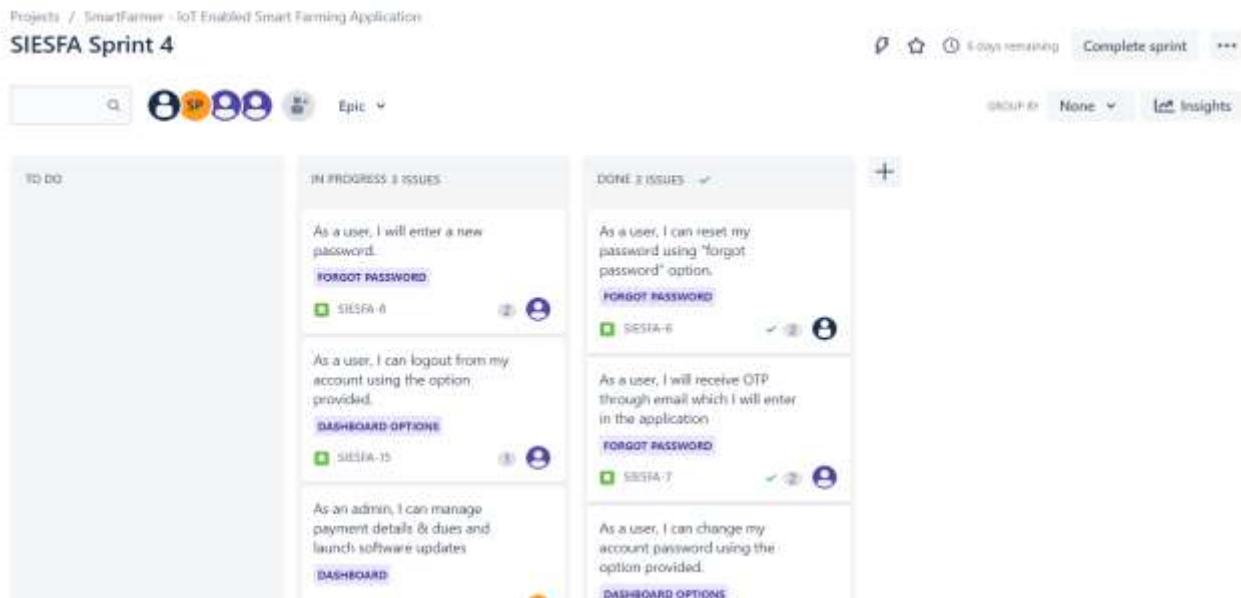 Projects / SmartFarmer - IoT Enabled Smart Farming Application
SIESFA Sprint 4
6 days remaining
Complete sprint
SP
Epic
GROUP BY
None
Insights
TO DO
IN PROGRESS 3 ISSUES
As a user, I will enter a new
password.
FORGOT PASSWORD
SIESFA-8
2
As a user, I can logout from my
account using the option
provided.
DASHBOARD OPTIONS
SIESFA-15
As an admin, I can manage
payment details & dues and
launch software updates
DASHBOARD
DONE 3 ISSUES
As a user, I can reset my
password using "forgot
password" option.
FORGOT PASSWORD
SIESFA-6
2
As a user, I will receive OTP
through email which I will enter
in the application
FORGOT PASSWORD
SIESFA-7
2
As a user, I can change my
account password using the
option provided.
DASHBOARD OPTIONS